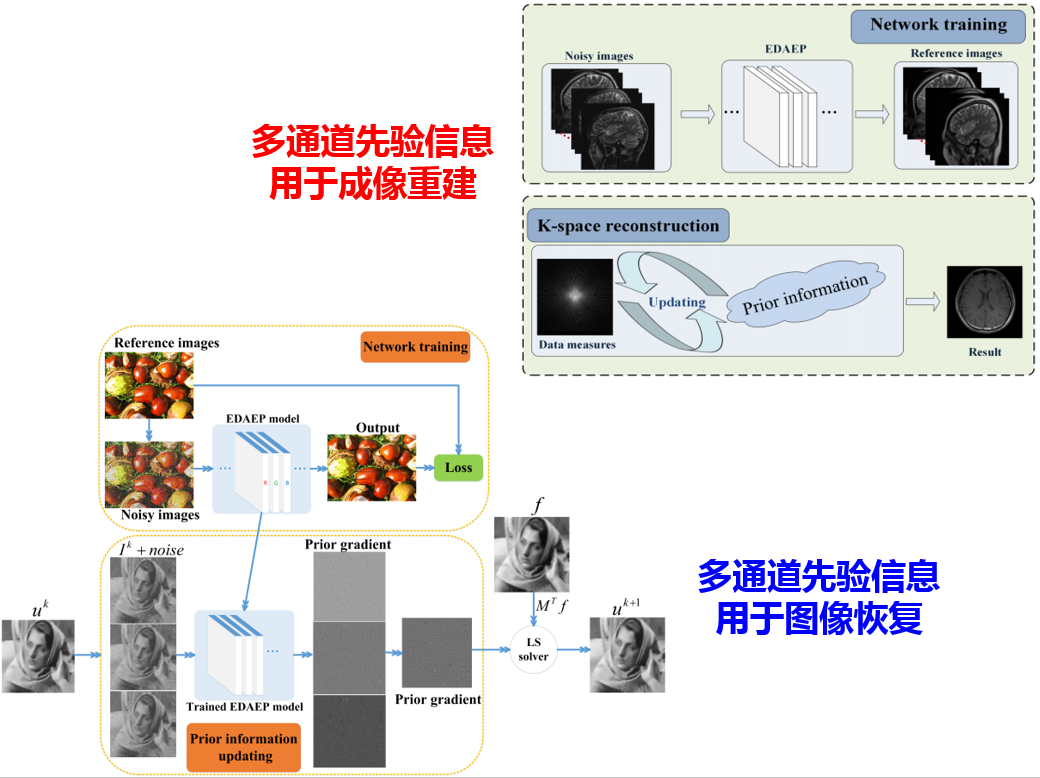 Network training
Noisy images
EDAEP
Reference images
...
...
多通道先验信息
用于成像重建
K-space reconstruction
Updating
Prior information
Data measures
Result
Reference images
Network training
EDAEP model
Output
...
R G B
...
Loss
Noisy images
I^k + noise
Prior gradient
f
u^k
M^T f
u^{k+1}
...
LS
solver
Prior gradient
Trained EDAEP model
Prior information
updating
多通道先验信息
用于图像恢复